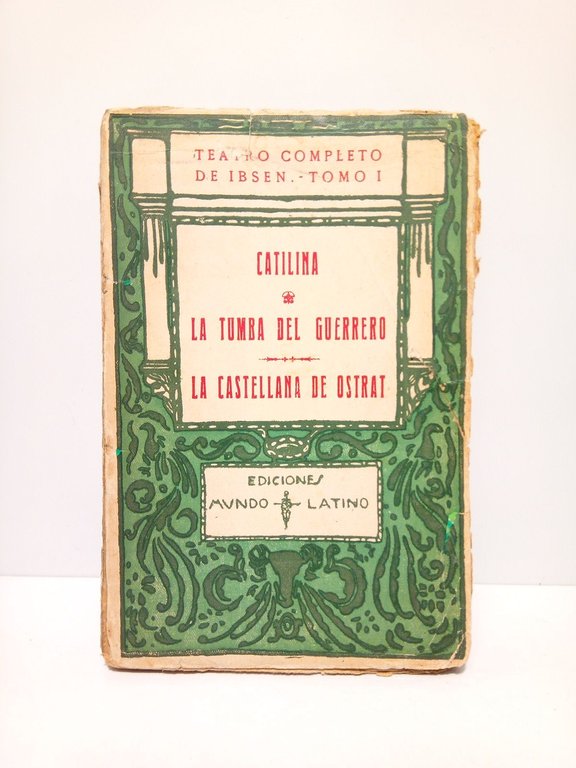 TEATRO COMPLETO
DE IBSEN.-TOMO I
CATILINA
LA TUMBA DEL GUERRERO
LA CASTELLANA DE OSTRAT
EDICIONES
MVNDO LATINO